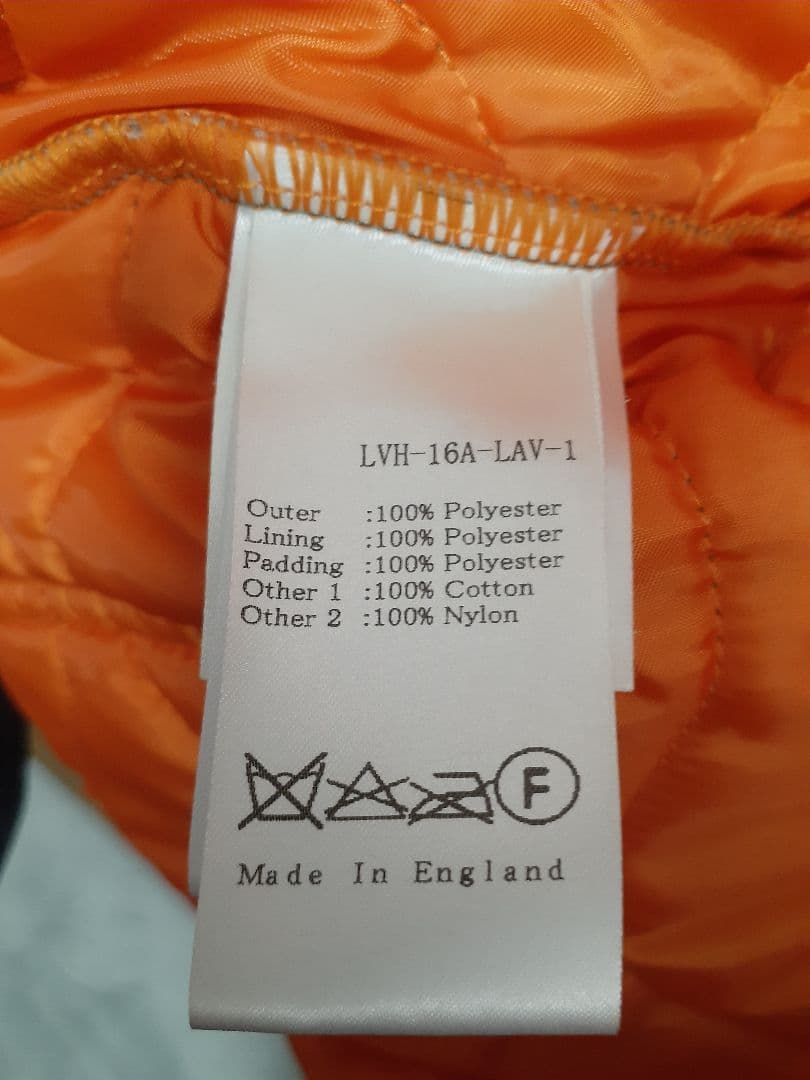 LVH-16A-LAV-1
Outer :100% Polyester
Lining :100% Polyester
Padding :100% Polyester
Other 1 :100% Cotton
Other 2 :100% Nylon
F
Made In England